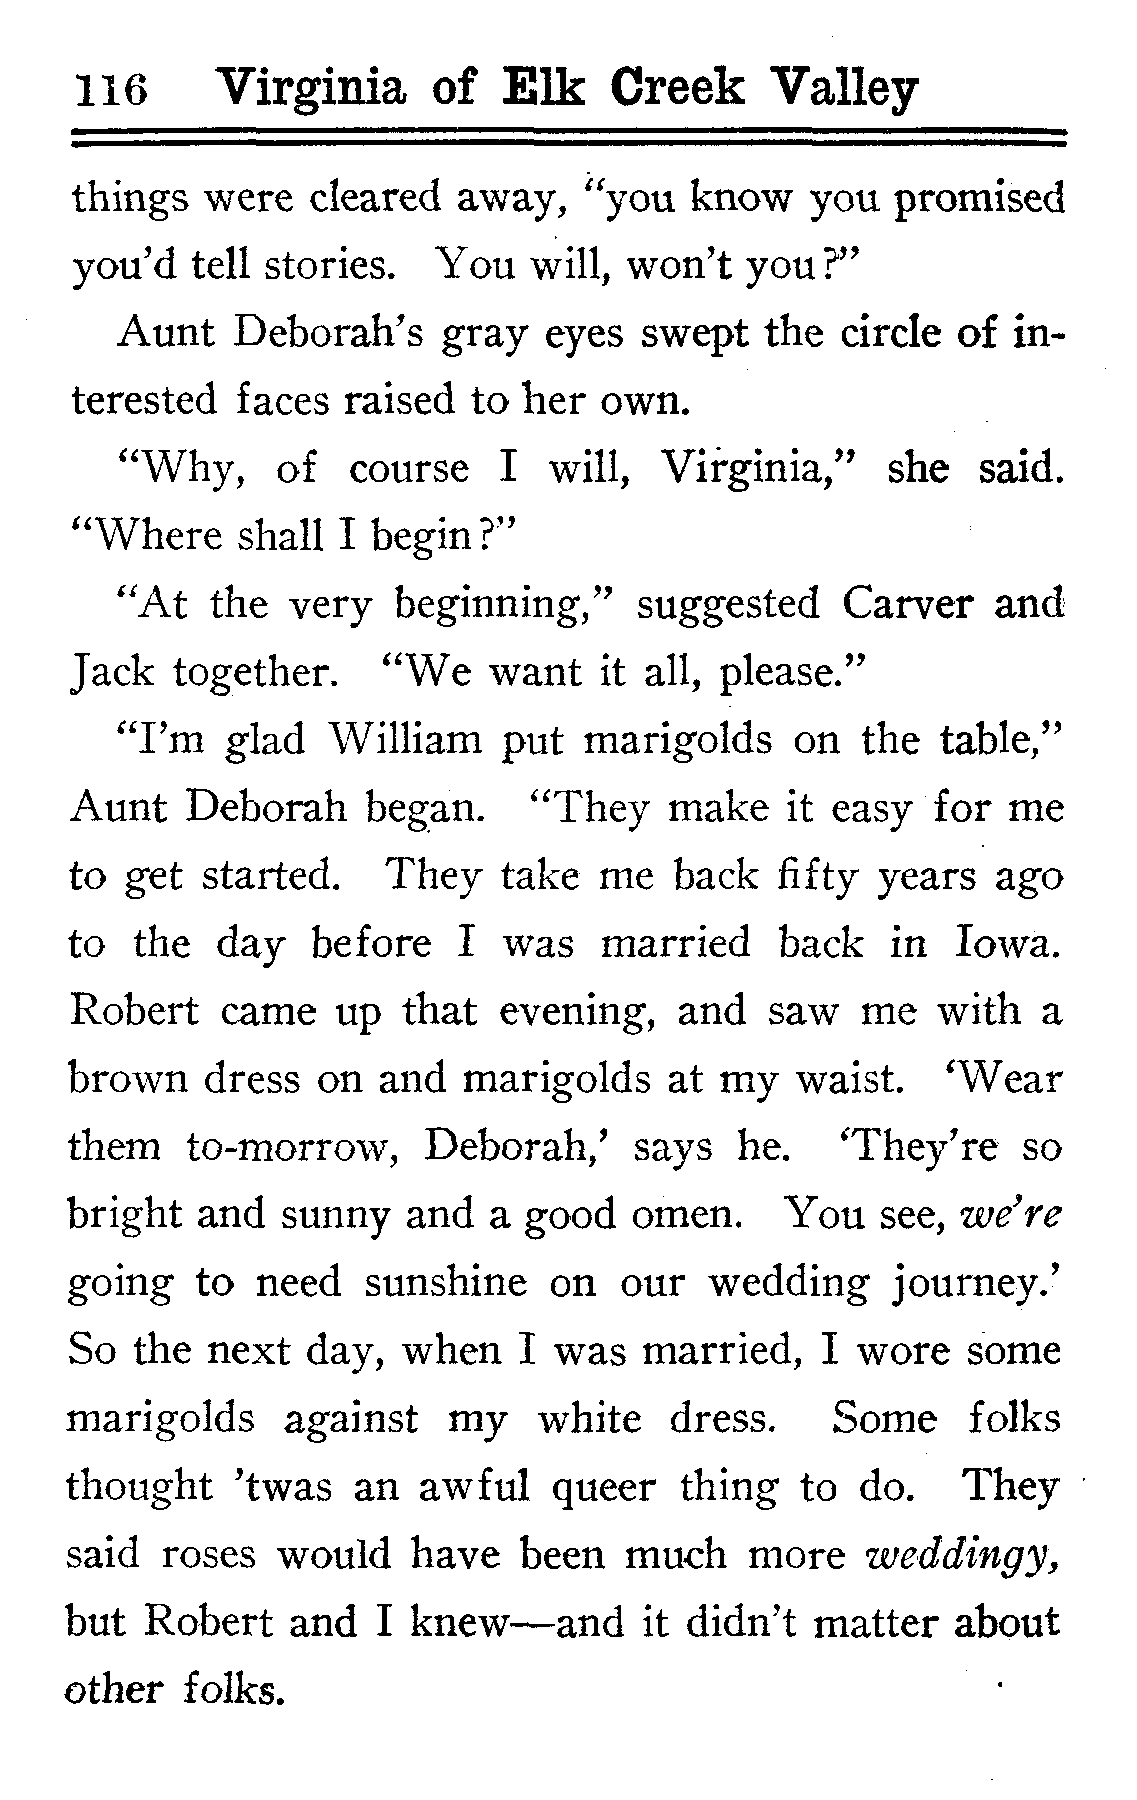 116 Virginia of Elk Creek Valley
things were cleared away, “you know you promised
you’d tell stories. You will, won’t you?”
Aunt Deborah’s gray eyes swept the circle of in-
terested faces raised to her own.
“Why, of course I will, Virginia,” she said.
“Where shall I begin?”
“At the very beginning,” suggested Carver and
Jack together. “We want it all, please.”
“I’m glad William put marigolds on the table,”
Aunt Deborah began. “They make it easy for me
to get started. They take me back fifty years ago
to the day before I was married back in Iowa.
Robert came up that evening, and saw me with a
brown dress on and marigolds at my waist. ‘Wear
them to-morrow, Deborah,’ says he. ‘They’re so
bright and sunny and a good omen. You see, we’re
going to need sunshine on our wedding journey.’
So the next day, when I was married, I wore some
marigolds against my white dress. Some folks
thought ’twas an awful queer thing to do. They
said roses would have been much more weddingy,
but Robert and I knew—and it didn’t matter about
other folks.